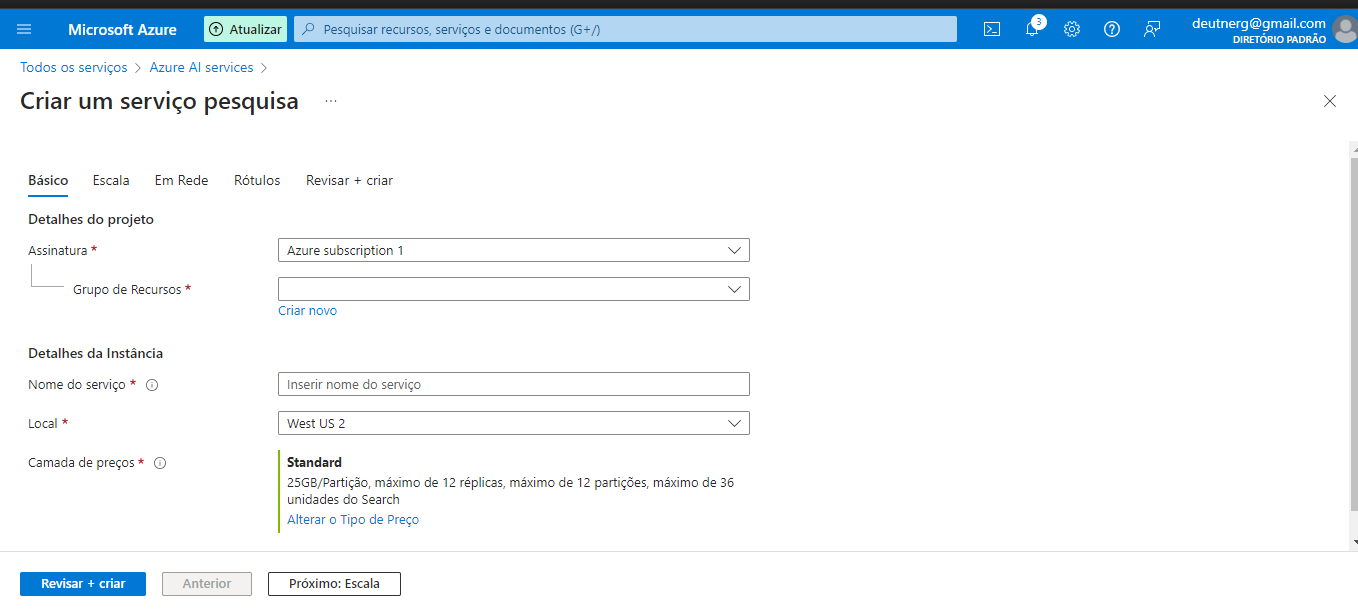 Microsoft Azure
Atualizar
Pesquisar recursos, serviços e documentos (G+/)
3
deutnerg@gmail.com
DIRETÓRIO PADRÃO
Todos os serviços > Azure AI services >
Criar um serviço pesquisa ...
Básico Escala Em Rede Rótulos Revisar + criar
Detalhes do projeto
Assinatura * Azure subscription 1
Grupo de Recursos *
Criar novo
Detalhes da Instância
Nome do serviço * Inserir nome do serviço
Local * West US 2
Camada de preços * Standard
25GB/Partição, máximo de 12 réplicas, máximo de 12 partições, máximo de 36
unidades do Search
Alterar o Tipo de Preço
Revisar + criar Anterior Próximo: Escala